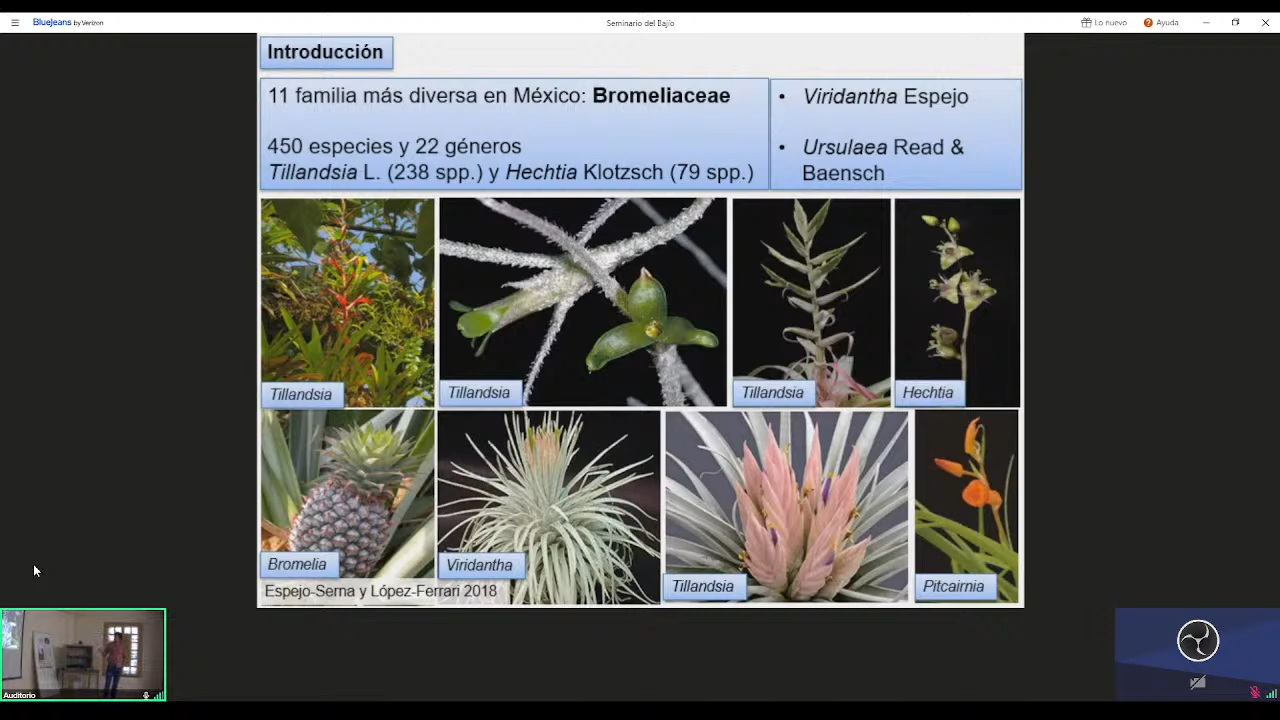 BlueJeans by Verizon
Seminario del Bajío
Lo nuevo
Ayuda
Introducción
11 familia más diversa en México: Bromeliaceae
450 especies y 22 géneros
Tillandsia L. (238 spp.) y Hechtia Klotzsch (79 spp.)
• Viridantha Espejo
• Ursulaea Read &
Baensch
Tillandsia
Tillandsia
Tillandsia
Hechtia
Bromelia
Viridantha
Tillandsia
Pitcairnia
Espejo-Serna y López-Ferrari 2018
Auditorio